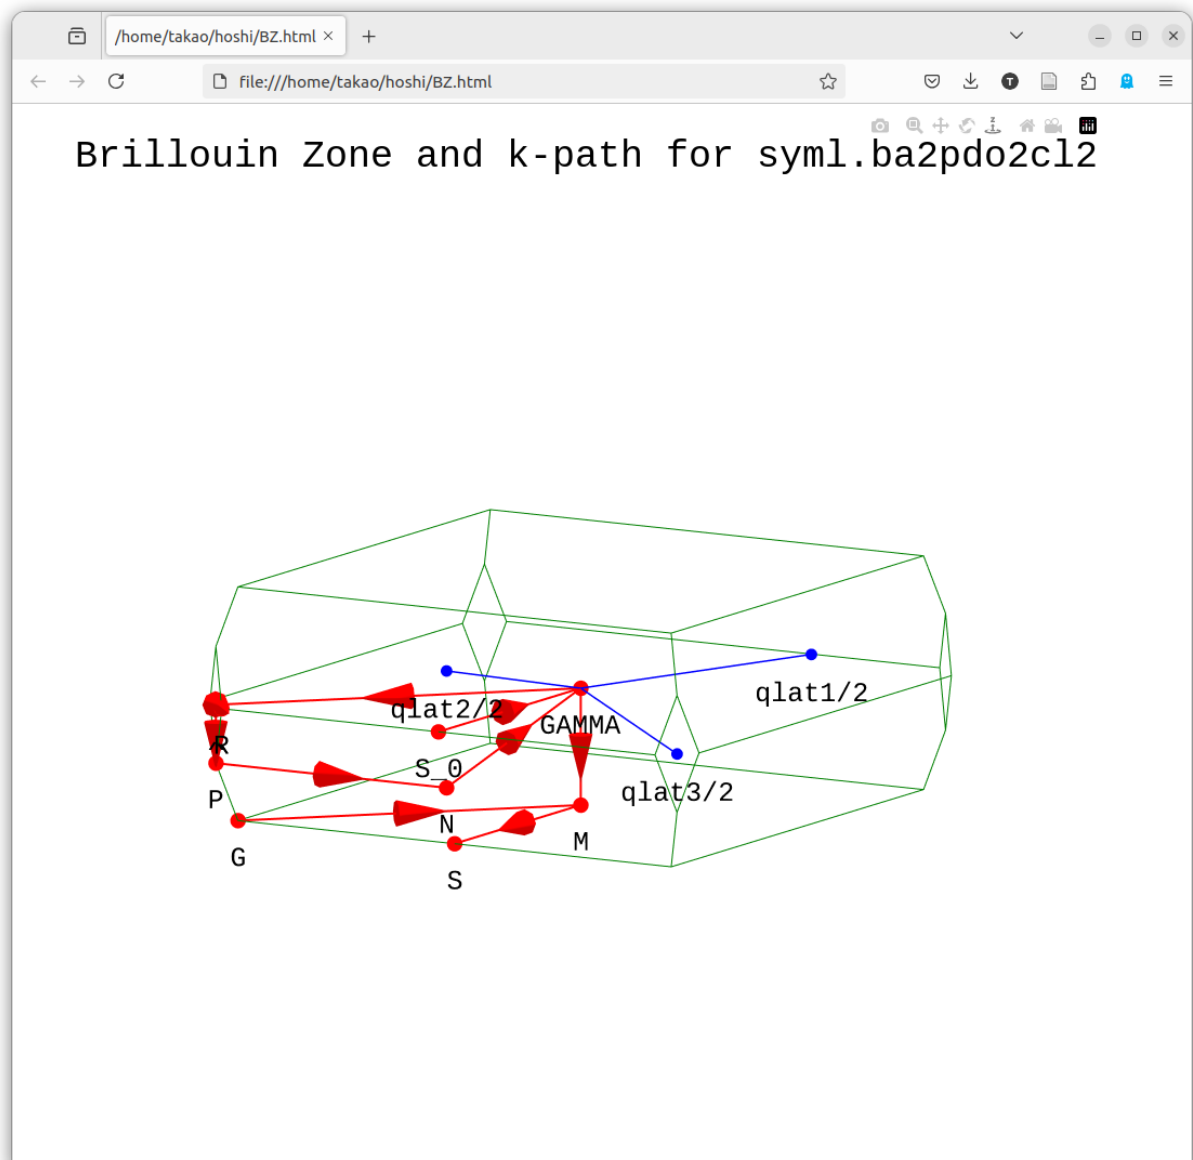 /home/takao/hoshi/BZ.html
file:///home/takao/hoshi/BZ.html
T
z
Brillouin Zone and k-path for syml.ba2pdo2cl2
qlat1/2
qlat2/2
GAMMA
R
S_0
qlat3/2
P
N
M
G
S